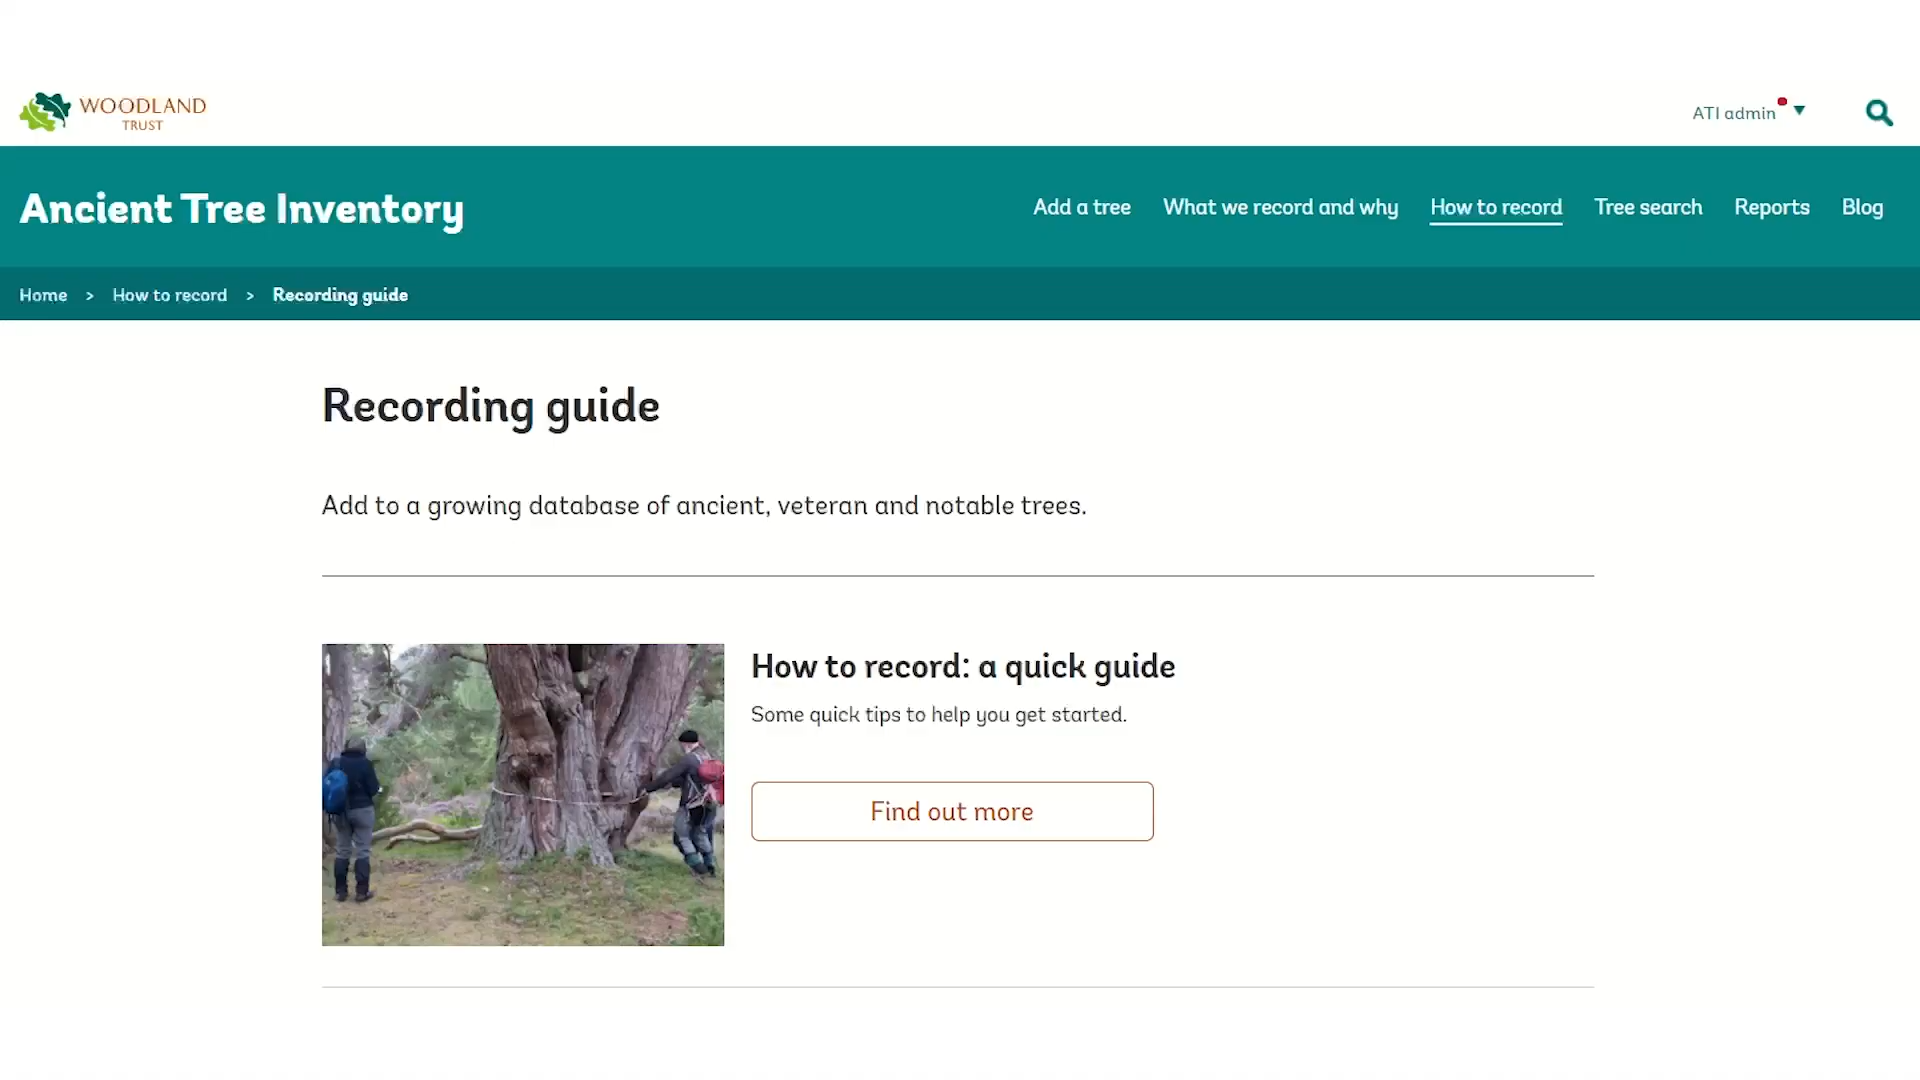 WOODLAND
TRUST
ATI admin
Ancient Tree Inventory
Add a tree
What we record and why
How to record
Tree search
Reports
Blog
Home > How to record > Recording guide
Recording guide
Add to a growing database of ancient, veteran and notable trees.
How to record: a quick guide
Some quick tips to help you get started.
Find out more